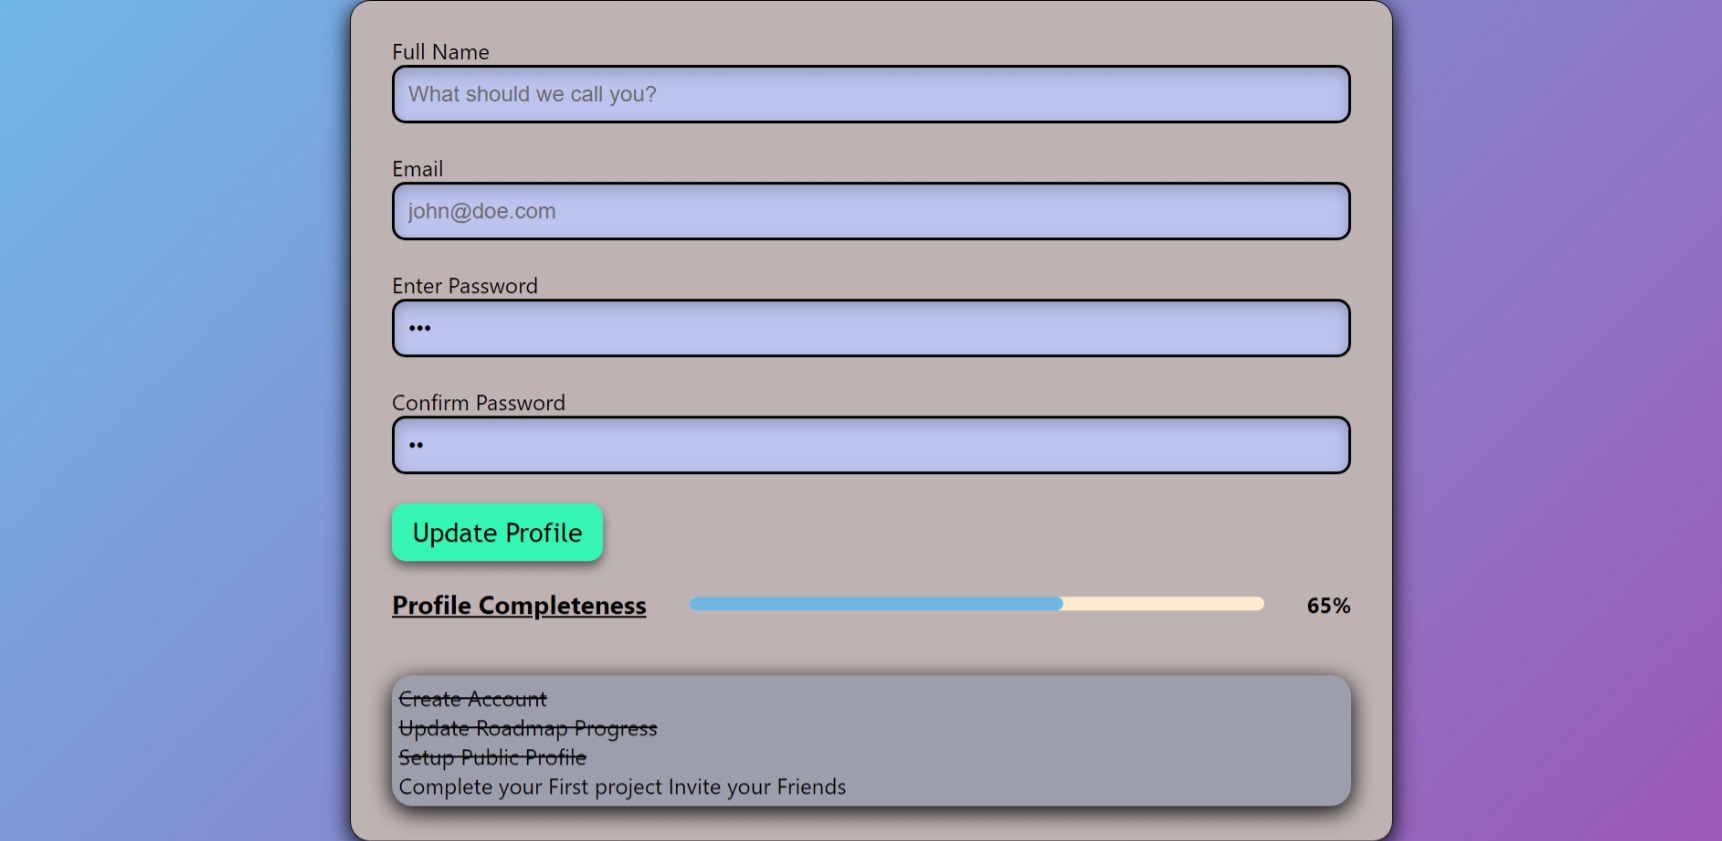 Full Name
What should we call you?
Email
john@doe.com
Enter Password
•••
Confirm Password
••
Update Profile
Profile Completeness 65%
Create Account
Update Roadmap Progress
Setup Public Profile
Complete your First project Invite your Friends